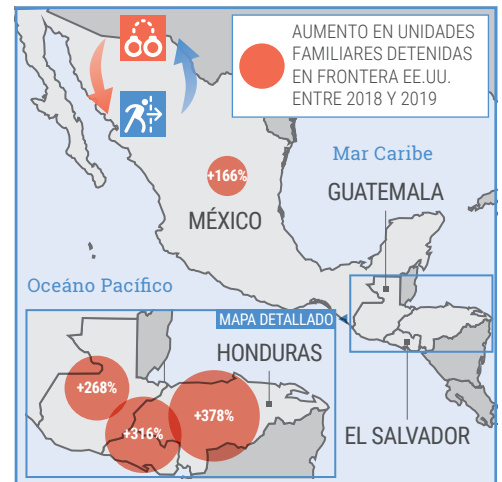 AUMENTO EN UNIDADES
FAMILIARES DETENIDAS
EN FRONTERA EE.UU.
ENTRE 2018 Y 2019
Mar Caribe
+166%
GUATEMALA
MÉXICO
Oceáno Pacífico
MAPA DETALLADO
HONDURAS
+268%
+378%
+316%
EL SALVADOR